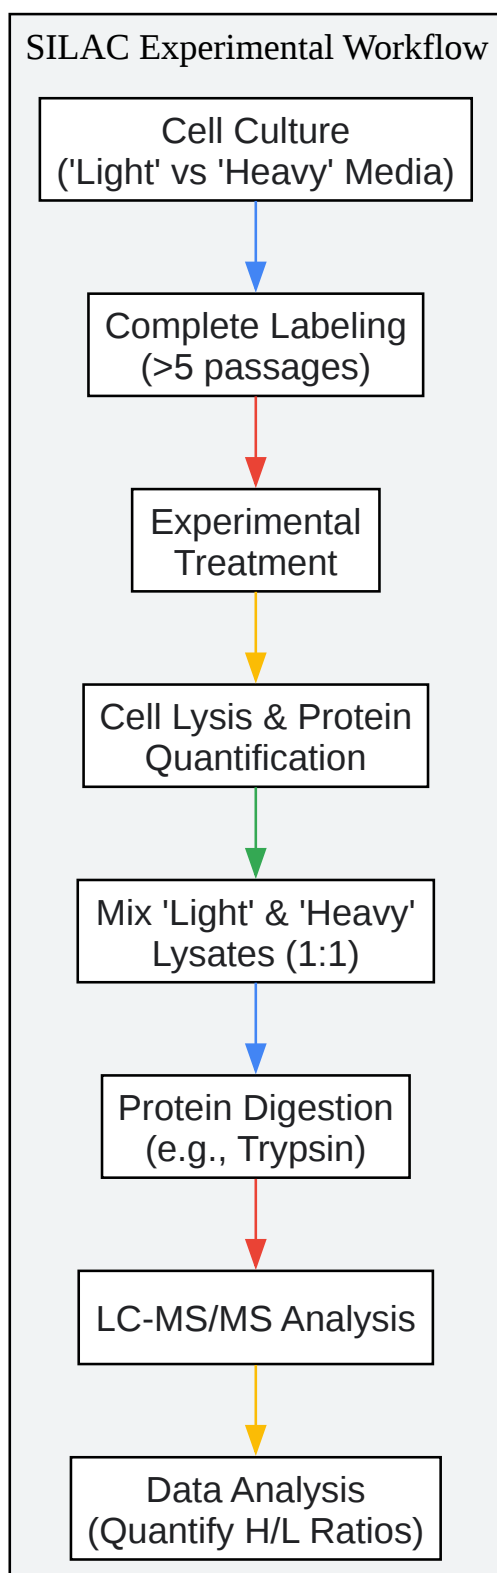 SILAC Experimental Workflow
Cell Culture
('Light' vs 'Heavy' Media)
Complete Labeling
(>5 passages)
Experimental
Treatment
Cell Lysis & Protein
Quantification
Mix 'Light' & 'Heavy'
Lysates (1:1)
Protein Digestion
(e.g., Trypsin)
LC-MS/MS Analysis
Data Analysis
(Quantify H/L Ratios)